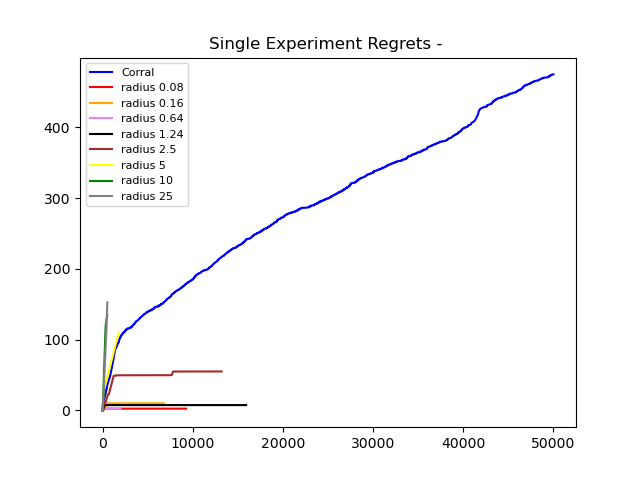 Single Experiment Regrets -
Corral
radius 0.08
radius 0.16
radius 0.64
radius 1.24
radius 2.5
radius 5
radius 10
radius 25
400
300
200
100
0
0 10000 20000 30000 40000 50000